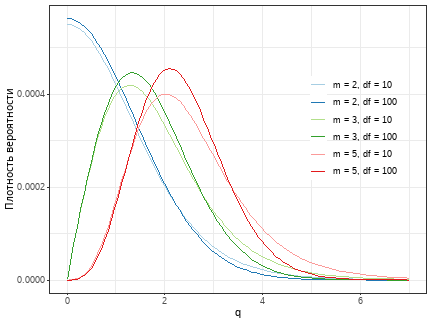 Плотность вероятности
0.0004
0.0002
0.0000
m = 2, df = 10
m = 2, df = 100
m = 3, df = 10
m = 3, df = 100
m = 5, df = 10
m = 5, df = 100
0 2 4 6
q